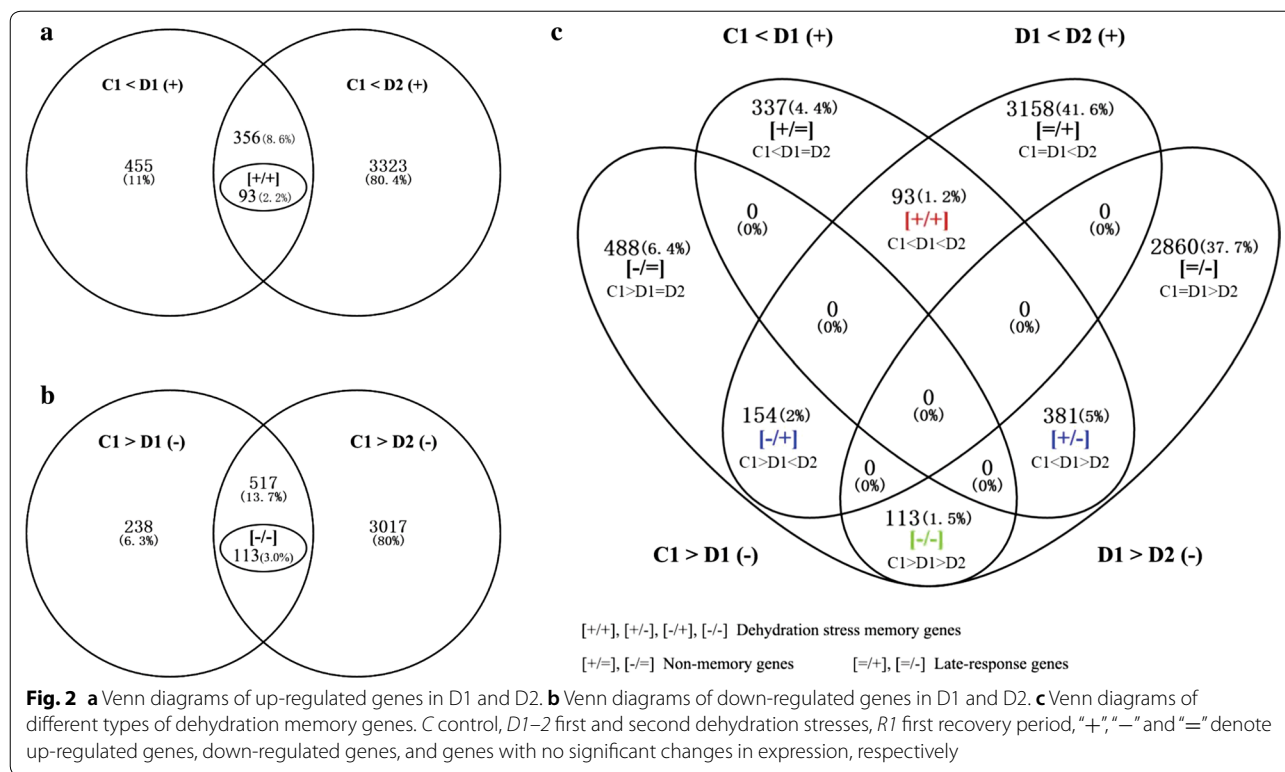 a
C1 < D1 (+)
C1 < D2 (+)
356(8.6%)
455
(11%)
[+/+]
93(2.2%)
3323
(80.4%)
b
C1 > D1 (-)
C1 > D2 (-)
517
(13.7%)
238
(6.3%)
[-/-]
113(3.0%)
3017
(80%)
c
C1 < D1 (+)
D1 < D2 (+)
337(4.4%)
[+/=]
C1<D1=D2
3158(41.6%)
[=/+]
C1=D1<D2
0
(0%)
93(1.2%)
[+/+]
C1<D1<D2
0
(0%)
488(6.4%)
[-/=]
C1>D1=D2
2860(37.7%)
[=/-]
C1=D1>D2
0
(0%)
0
(0%)
154(2%)
[-/+]
C1>D1<D2
0
(0%)
381(5%)
[+/-]
C1<D1>D2
0
(0%)
0
(0%)
113(1.5%)
[-/-]
C1>D1>D2
C1 > D1 (-)
D1 > D2 (-)
[+/+], [+/-], [-/+], [-/-] Dehydration stress memory genes
[+/=], [-/=] Non-memory genes [=/+], [=/-] Late-response genes
Fig. 2 a Venn diagrams of up-regulated genes in D1 and D2. b Venn diagrams of down-regulated genes in D1 and D2. c Venn diagrams of
different types of dehydration memory genes. C control, D1–2 first and second dehydration stresses, R1 first recovery period, “+”, “−” and “=” denote
up-regulated genes, down-regulated genes, and genes with no significant changes in expression, respectively